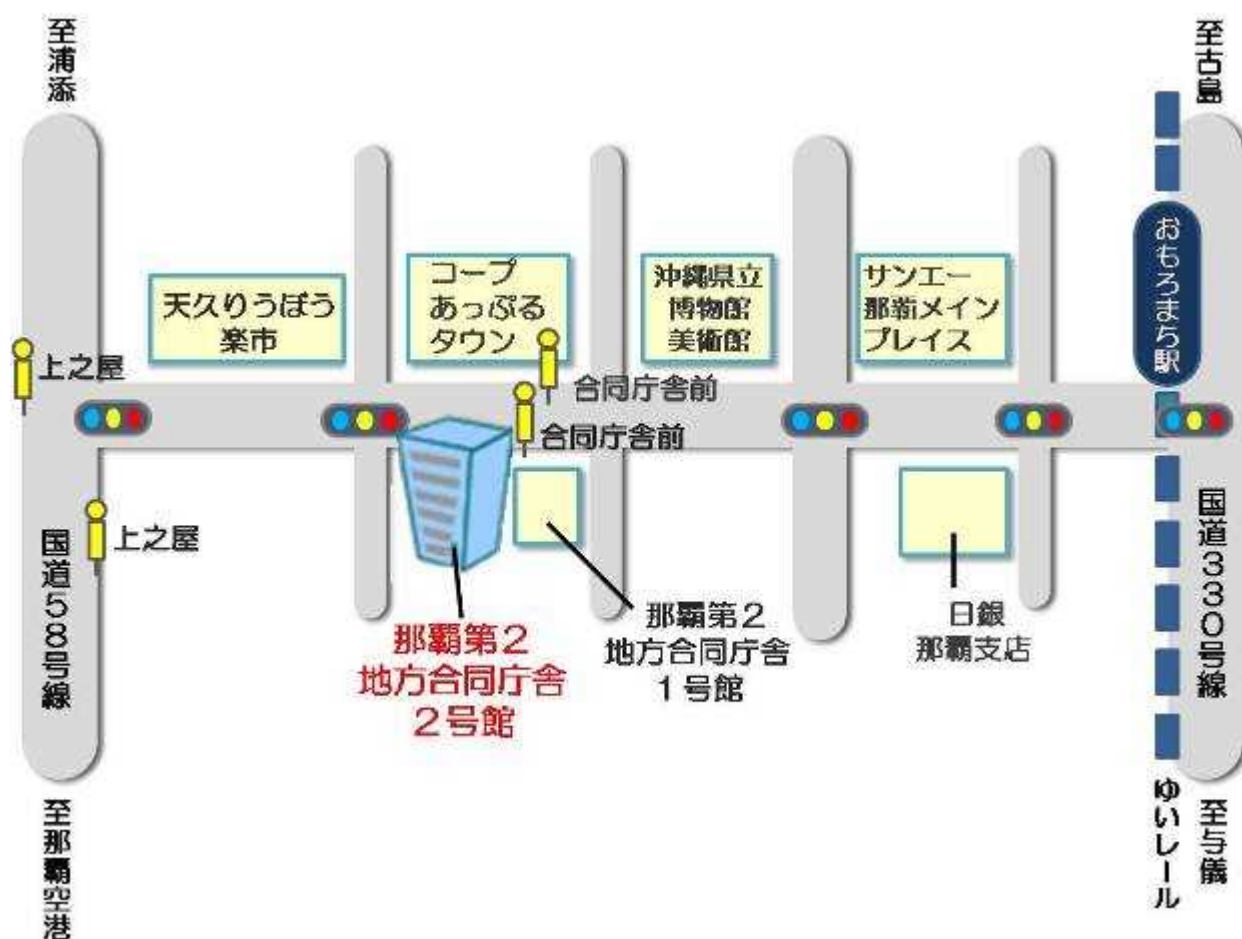 至浦添
至古島
おもろまち駅
天久りうぼう
楽市
コープ
あっぷる
タウン
沖縄県立
博物館
美術館
サンエー
那覇メイン
プレイス
上之屋
合同庁舎前
合同庁舎前
上之屋
国道58号線
国道330号線
那覇第2
地方合同庁舎
2号館
那覇第2
地方合同庁舎
1号館
日銀
那覇支店
至那覇空港
ゆいレール
至与儀